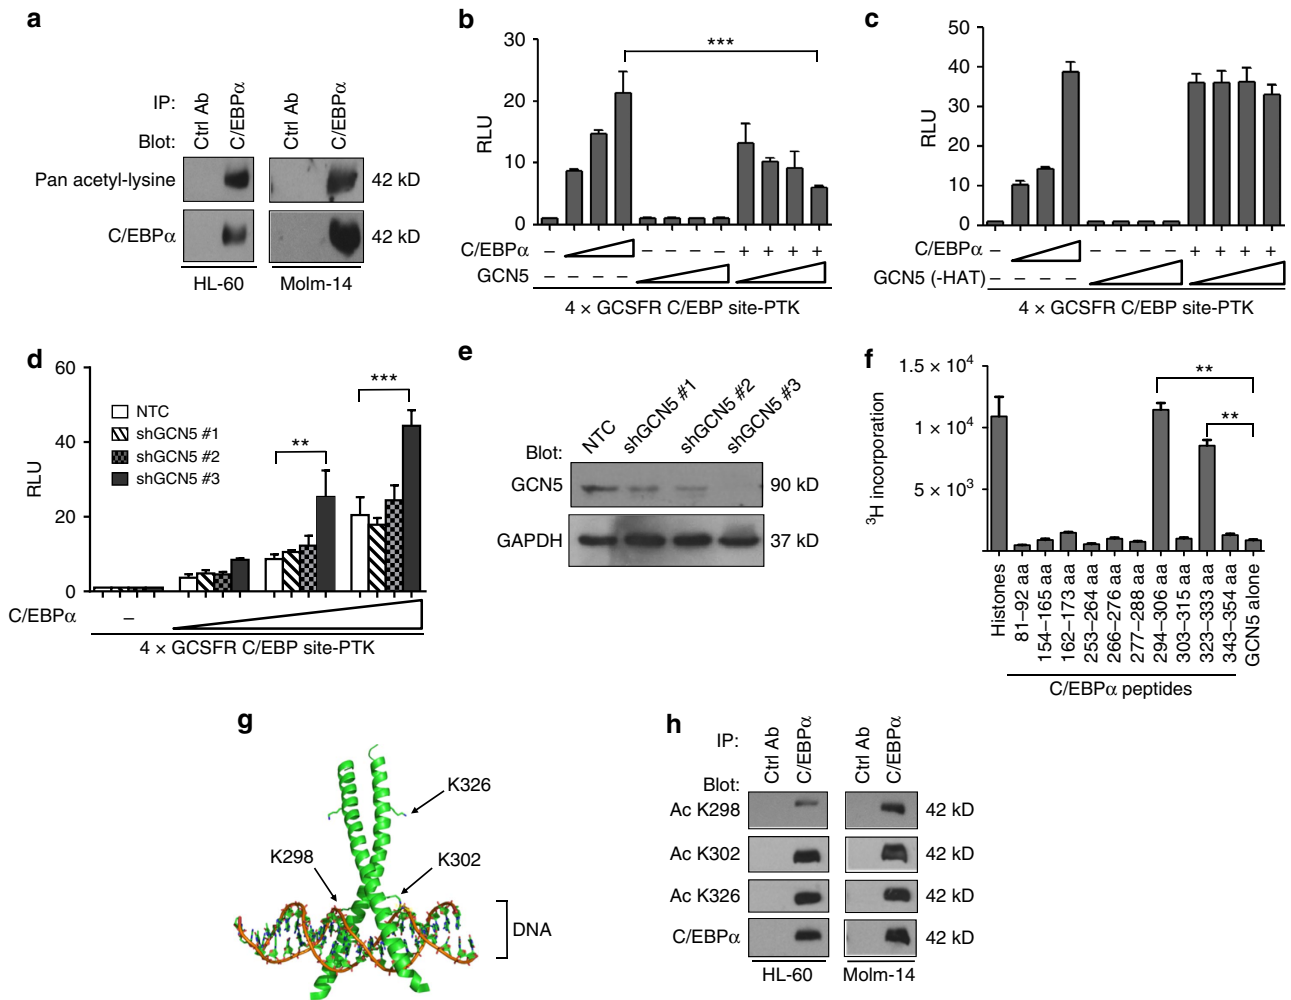 a
IP:
Ctrl Ab
C/EBPα
Ctrl Ab
C/EBPα
Blot:
Pan acetyl-lysine
42 kD
C/EBPα
42 kD
HL-60
Molm-14
b
30
20
10
0
RLU
***
C/EBPα
– – – – – + + + +
GCN5
– – – –
4 × GCSFR C/EBP site-PTK
c
50
40
30
20
10
0
RLU
C/EBPα
– – – – – + + + +
GCN5 (-HAT)
– – – –
4 × GCSFR C/EBP site-PTK
d
60
40
20
0
RLU
NTC
shGCN5 #1
shGCN5 #2
shGCN5 #3
**
***
C/EBPα
–
4 × GCSFR C/EBP site-PTK
e
Blot:
NTC
shGCN5 #1
shGCN5 #2
shGCN5 #3
GCN5
90 kD
GAPDH
37 kD
f
1.5 × 10⁴
1 × 10⁴
5 × 10³
³H incorporation
**
**
Histones
81–92 aa
154–165 aa
162–173 aa
253–264 aa
266–276 aa
277–288 aa
294–306 aa
303–315 aa
323–333 aa
343–354 aa
GCN5 alone
C/EBPα peptides
g
K326
K298
K302
DNA
h
IP:
Ctrl Ab
C/EBPα
Ctrl Ab
C/EBPα
Blot:
Ac K298
42 kD
Ac K302
42 kD
Ac K326
42 kD
C/EBPα
42 kD
HL-60
Molm-14